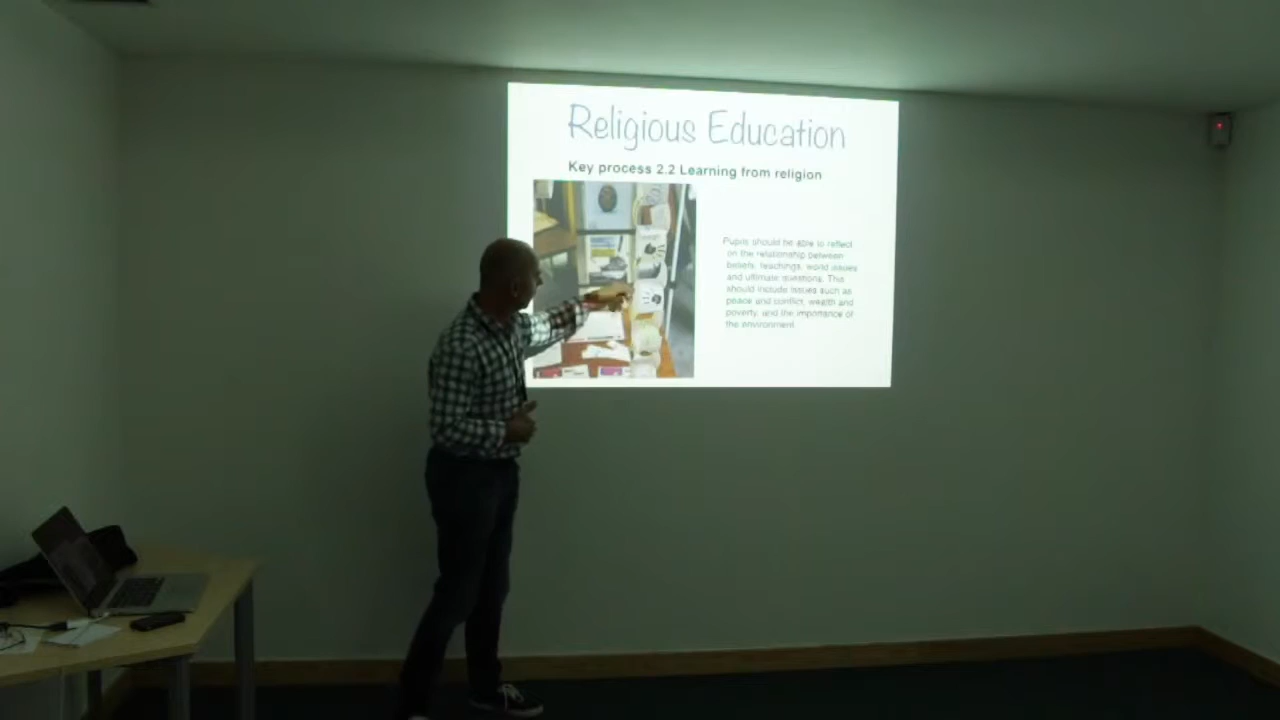 Religious Education
Key process 2.2 Learning from religion
Pupils should be able to reflect
on the relationship between
beliefs, teachings, world issues
and ultimate questions. This
should include issues such as
peace and conflict, wealth and
poverty, and the importance of
the environment.